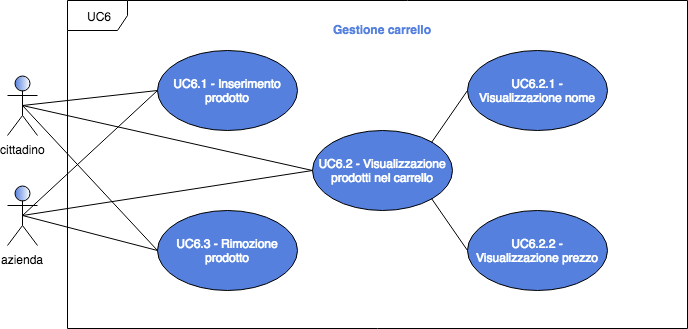 UC6
Gestione carrello
UC6.1 - Inserimento
prodotto
UC6.2.1 -
Visualizzazione nome
cittadino
UC6.2 - Visualizzazione
prodotti nel carrello
azienda
UC6.3 - Rimozione
prodotto
UC6.2.2 -
Visualizzazione prezzo